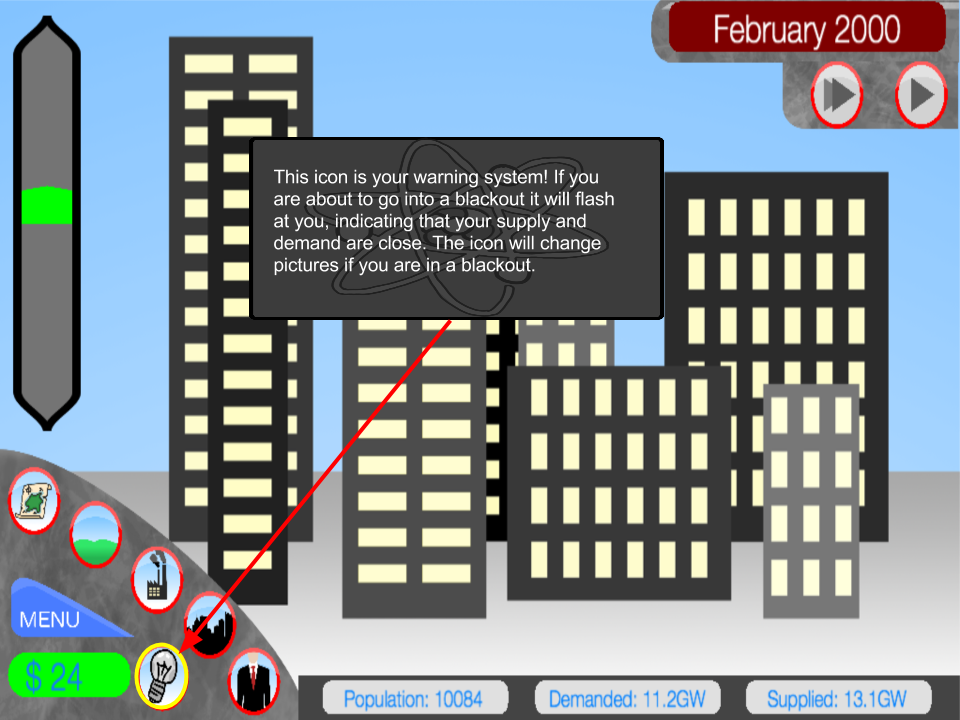 February 2000
This icon is your warning system! If you
are about to go into a blackout it will flash
at you, indicating that your supply and
demand are close. The icon will change
pictures if you are in a blackout.
MENU
$ 24
Population: 10084
Demanded: 11.2GW
Supplied: 13.1GW